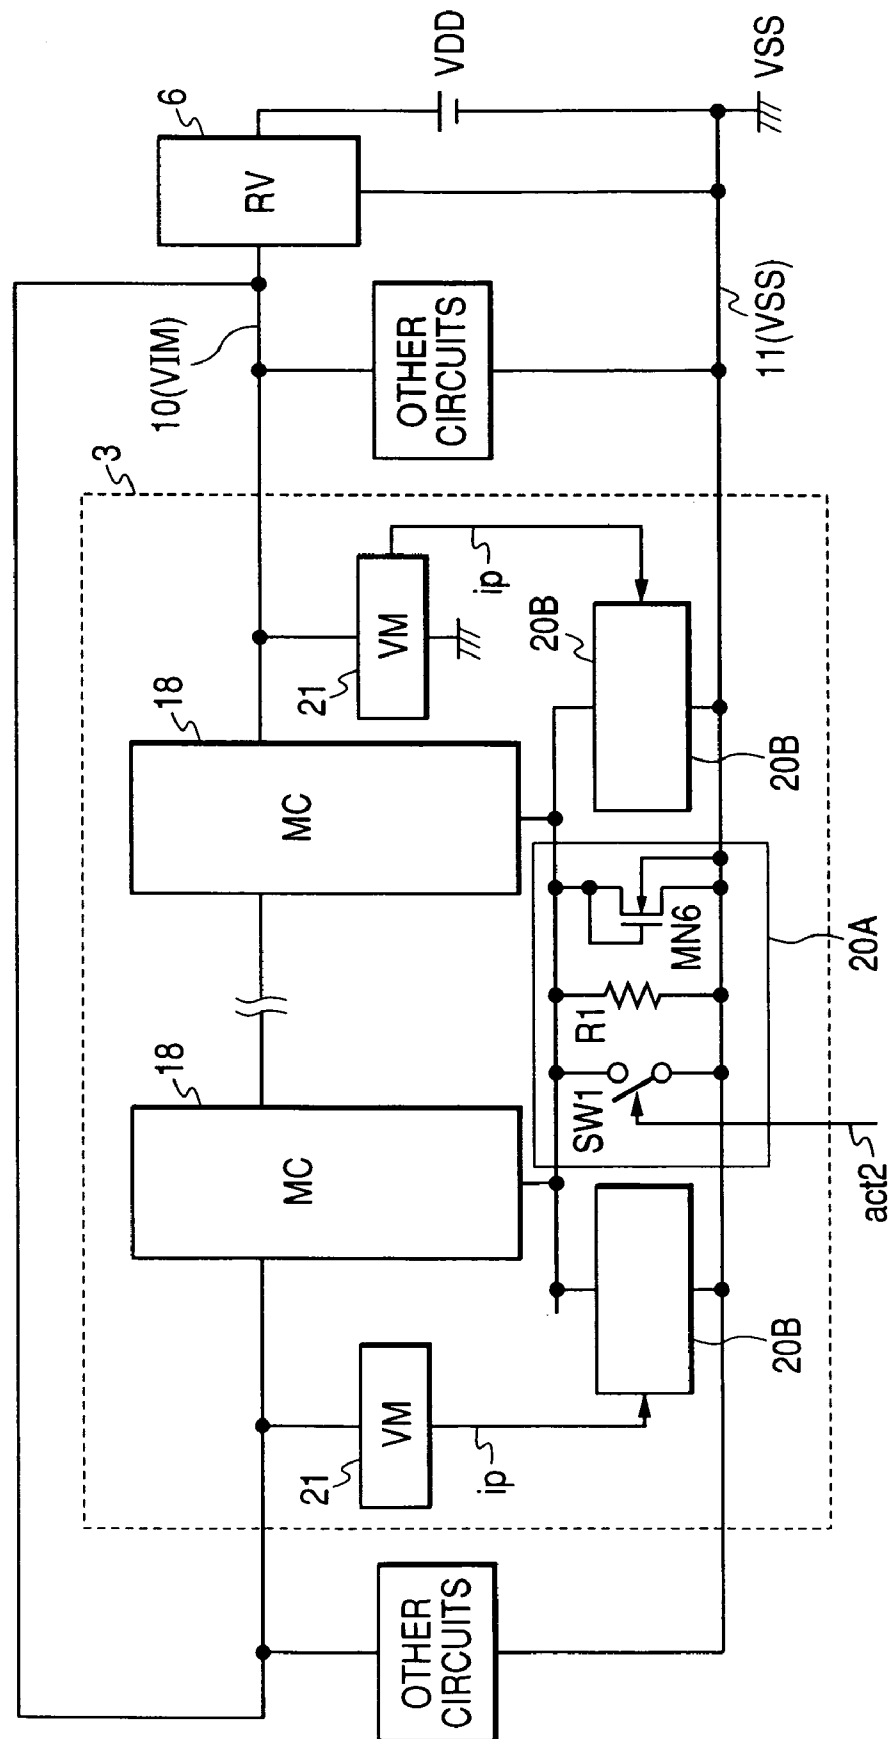 6
RV
VDD
VSS
10(VIM)
OTHER
CIRCUITS
11(VSS)
3
VM
21
ip
20B
20B
18
MC
MN6
R1
SW1
20A
act2
18
MC
20B
VM
21
ip
OTHER
CIRCUITS